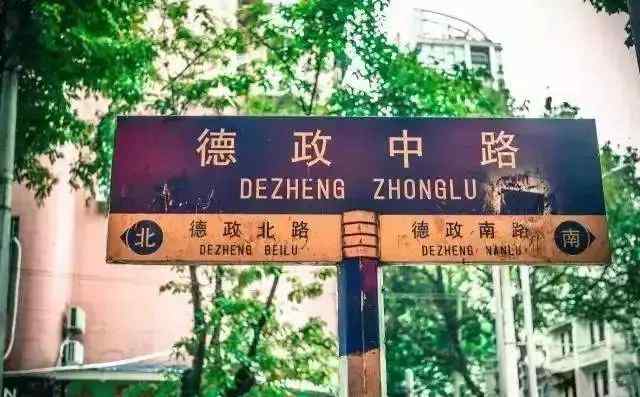 德政中路
DEZHENG ZHONGLU
北 德政北路 德政南路 南
DEZHENG BEILU DEZHENG NANLU